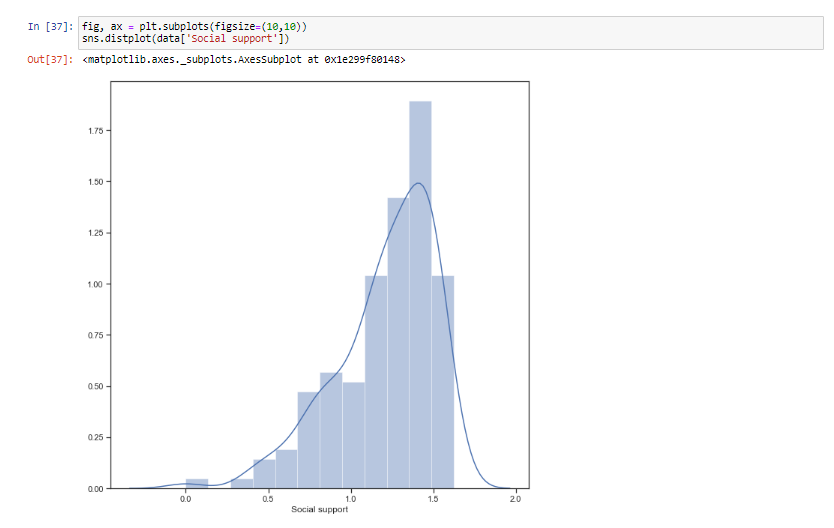 In [37]: fig, ax = plt.subplots(figsize=(10,10))
sns.distplot(data['Social support'])
Out[37]: <matplotlib.axes._subplots.AxesSubplot at 0x1e299f80148>
1.75
1.50
1.25
1.00
0.75
0.50
0.25
0.00
0.0 0.5 1.0 1.5 2.0
Social support